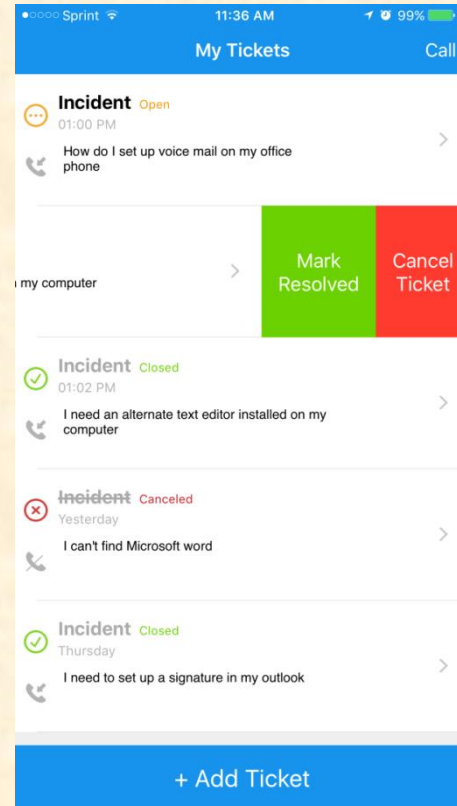 Sprint 11:36 AM 99%
My Tickets Call
Incident Open
01:00 PM
How do I set up voice mail on my office
phone
my computer
Mark
Resolved
Cancel
Ticket
Incident Closed
01:02 PM
I need an alternate text editor installed on my
computer
Incident Canceled
Yesterday
I can't find Microsoft word
Incident Closed
Thursday
I need to set up a signature in my outlook
+ Add Ticket